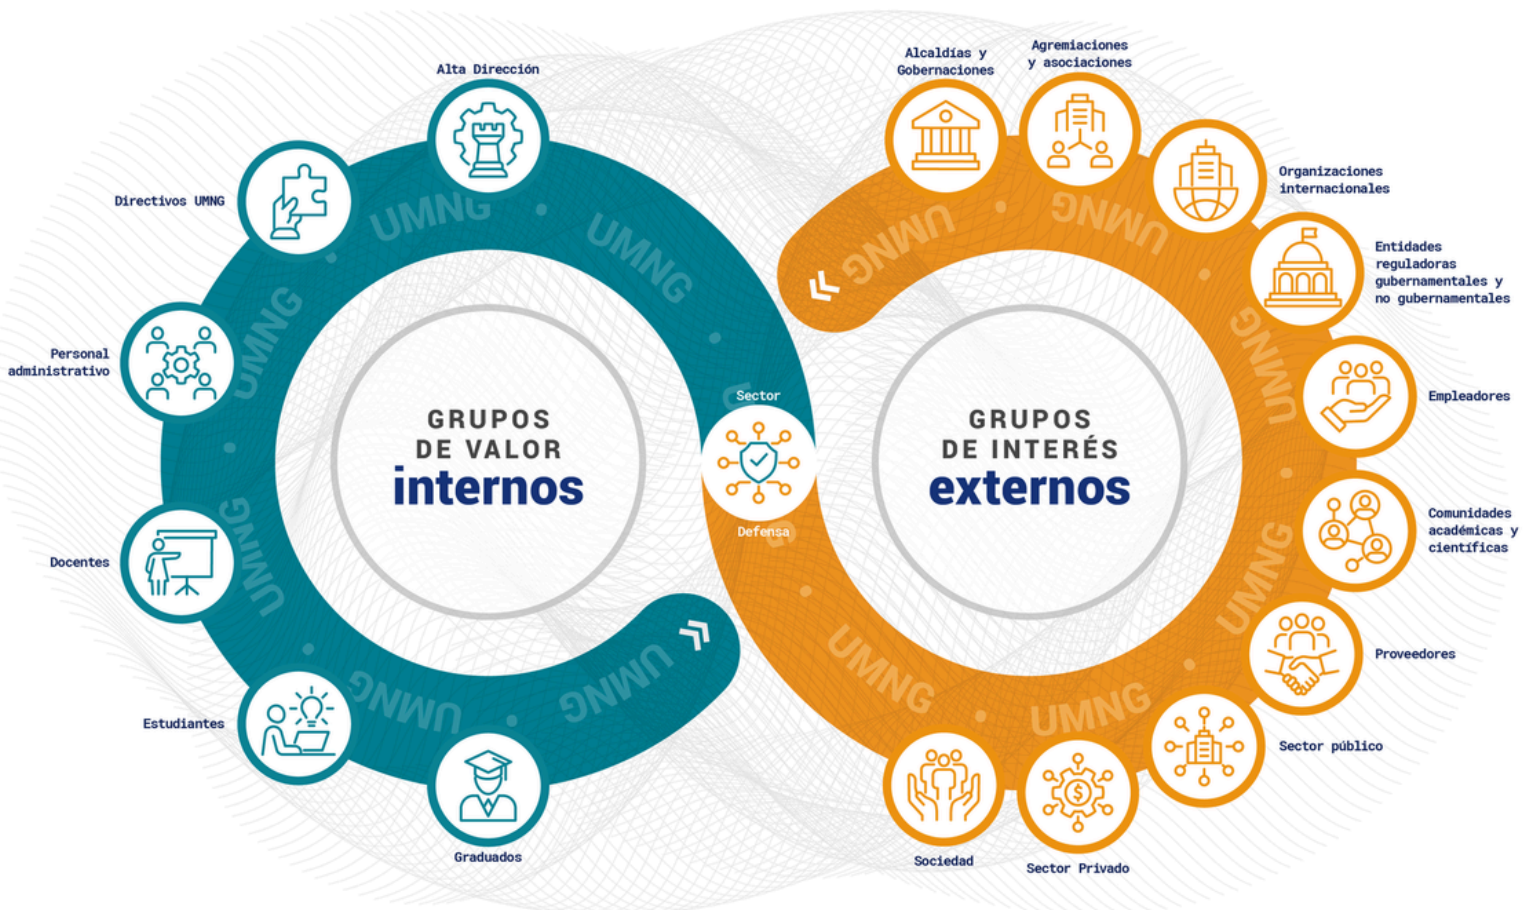 Alta Dirección
Directivos UMNG
Personal
administrativo
Docentes
Estudiantes
Graduados
GRUPOS
DE VALOR
internos
UMNG
UMNG
UMNG
UMNG
UMNG
UMNG
Sector
Defensa
GRUPOS
DE INTERÉS
externos
Alcaldías y
Gobernaciones
Agremiaciones
y asociaciones
Organizaciones
internacionales
Entidades
reguladoras
gubernamentales y
no gubernamentales
Empleadores
Comunidades
académicas y
científicas
Proveedores
Sector público
Sector Privado
Sociedad
UMNG
UMNG
UMNG
UMNG
UMNG
UMNG
$